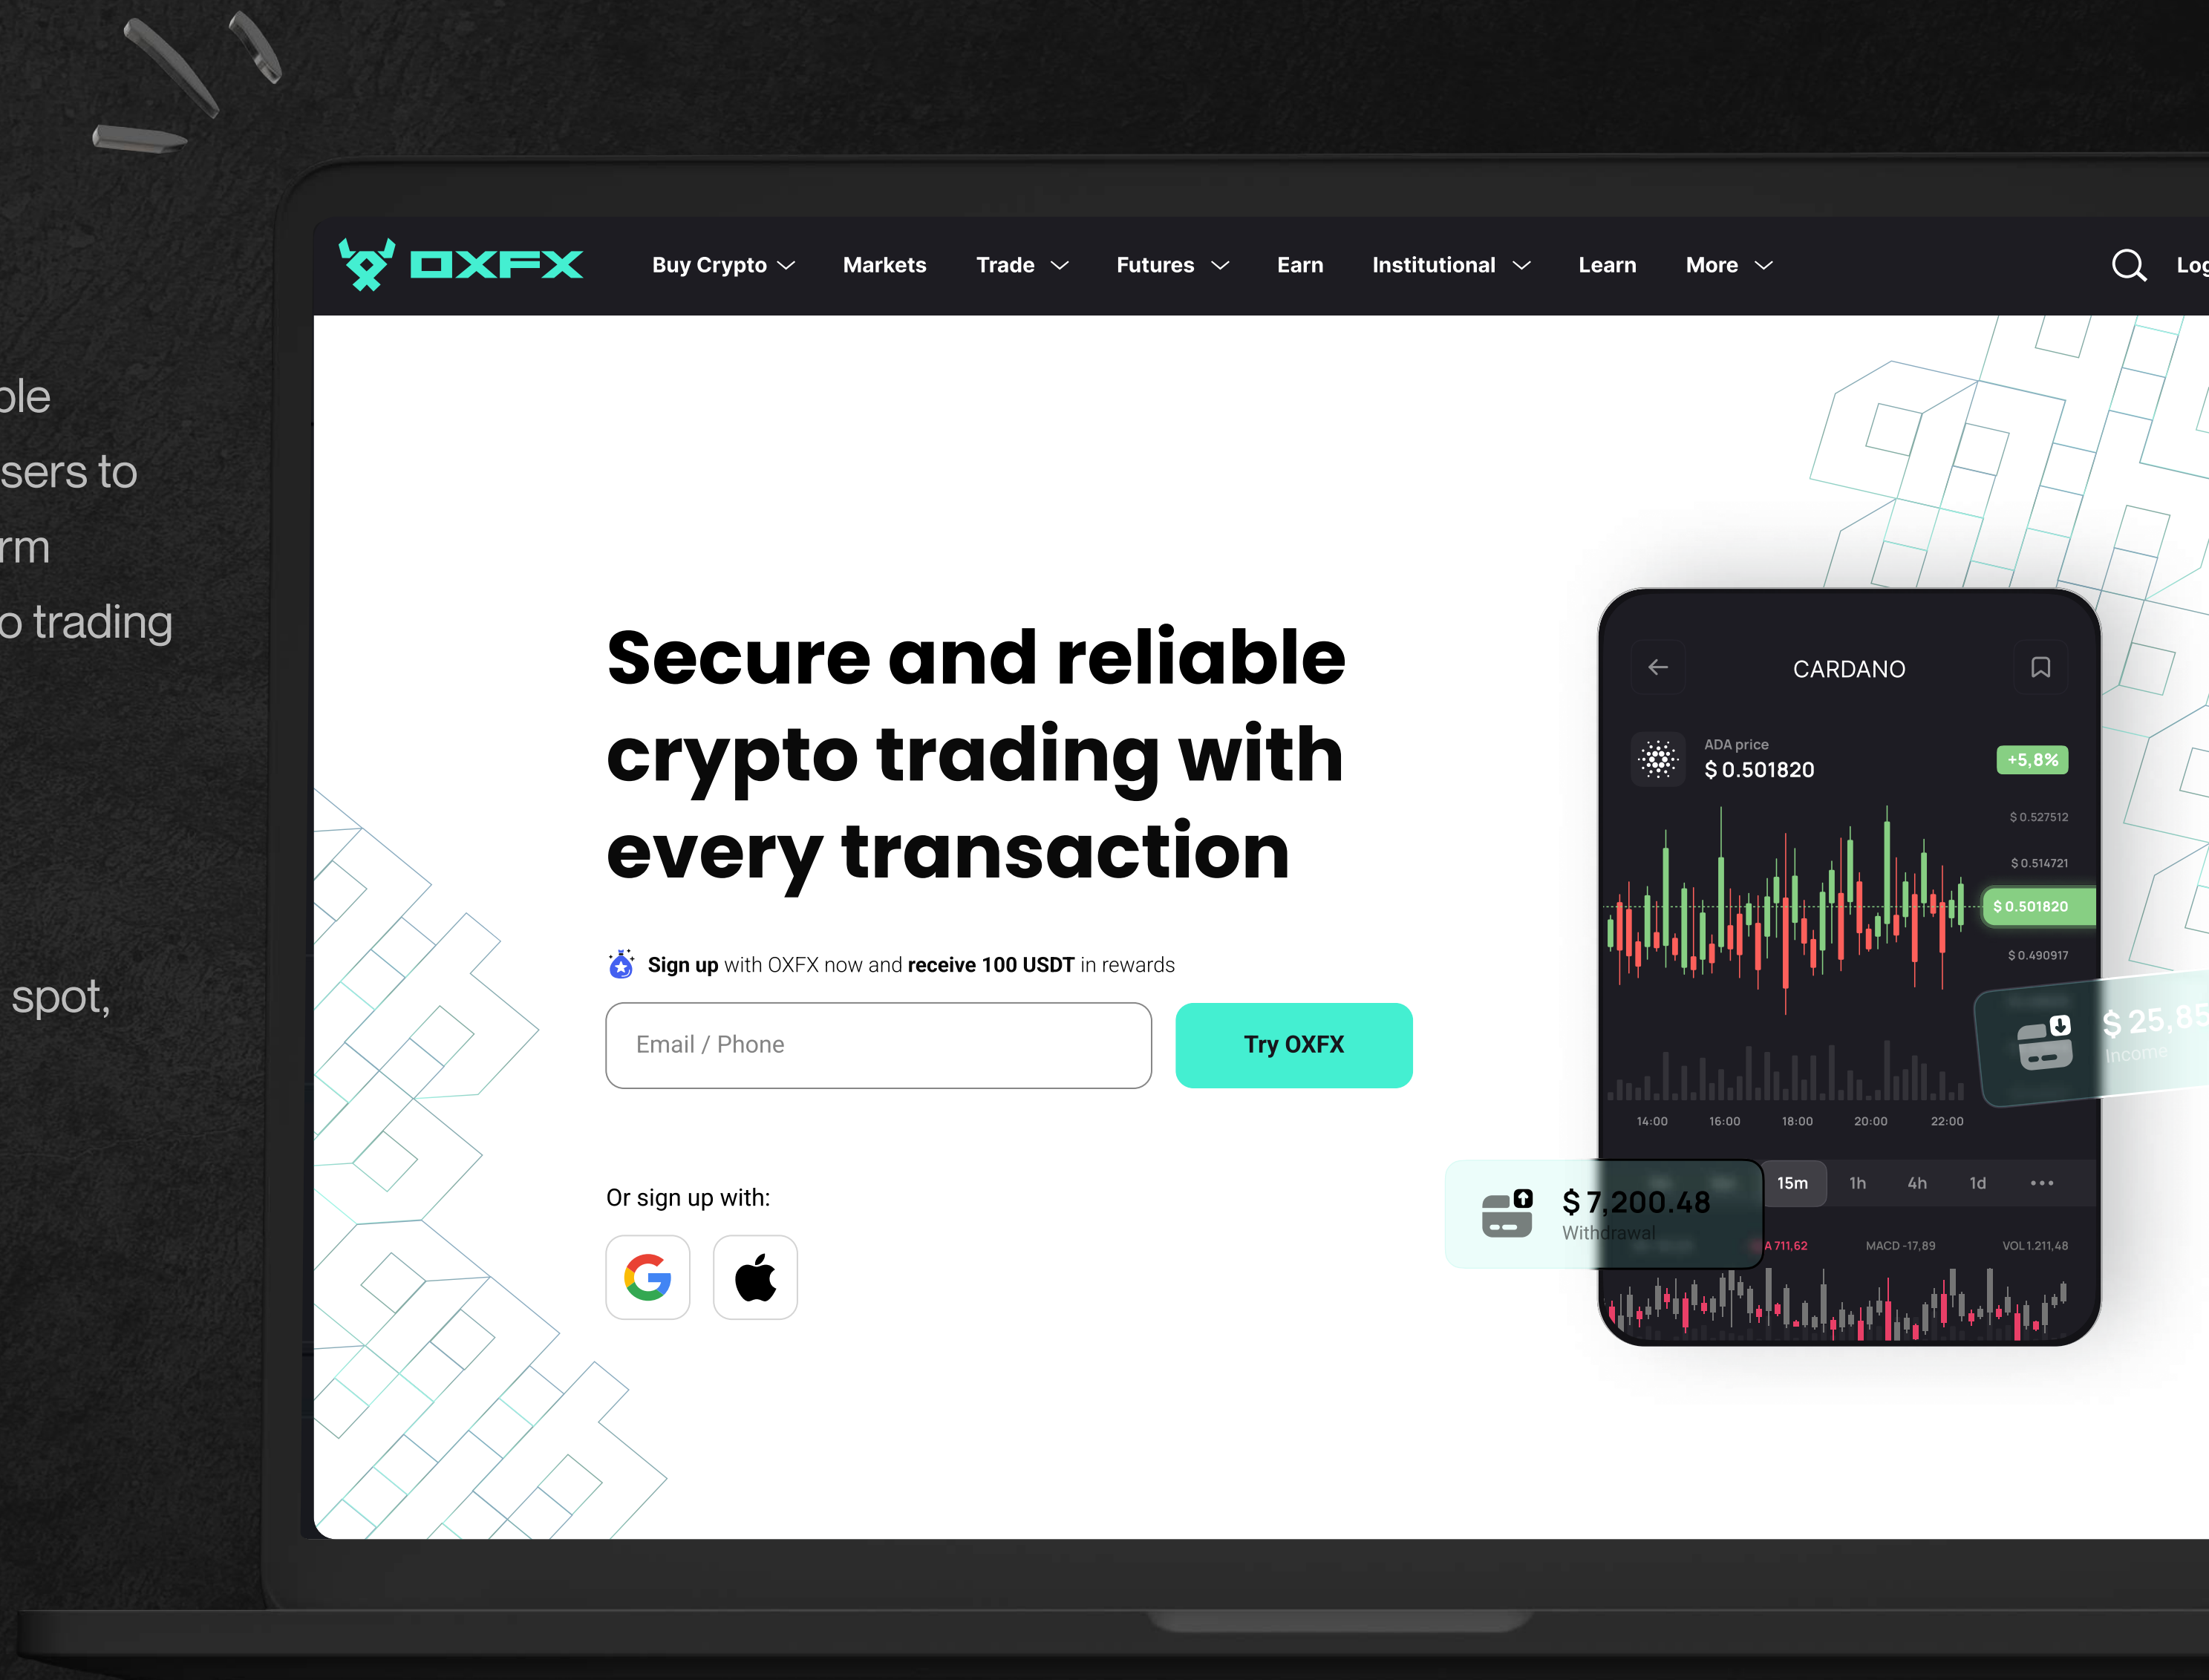 sers to
o trading
spot,
OXFX
Buy Crypto
Markets
Trade
Futures
Earn
Institutional
Learn
More
Secure and reliable
crypto trading with
every transaction
Sign up with OXFX now and receive 100 USDT in rewards
Email / Phone
Try OXFX
Or sign up with:
CARDANO
ADA price
$ 0.501820
+5,8%
$ 0.527512
$ 0.514721
$ 0.501820
$ 0.490917
$ 25,85
Income
14:00 16:00 18:00 20:00 22:00
15m 1h 4h 1d
$ 7,200.48
Withdrawal
A 711,62 MACD -17,89 VOL 1.211,48